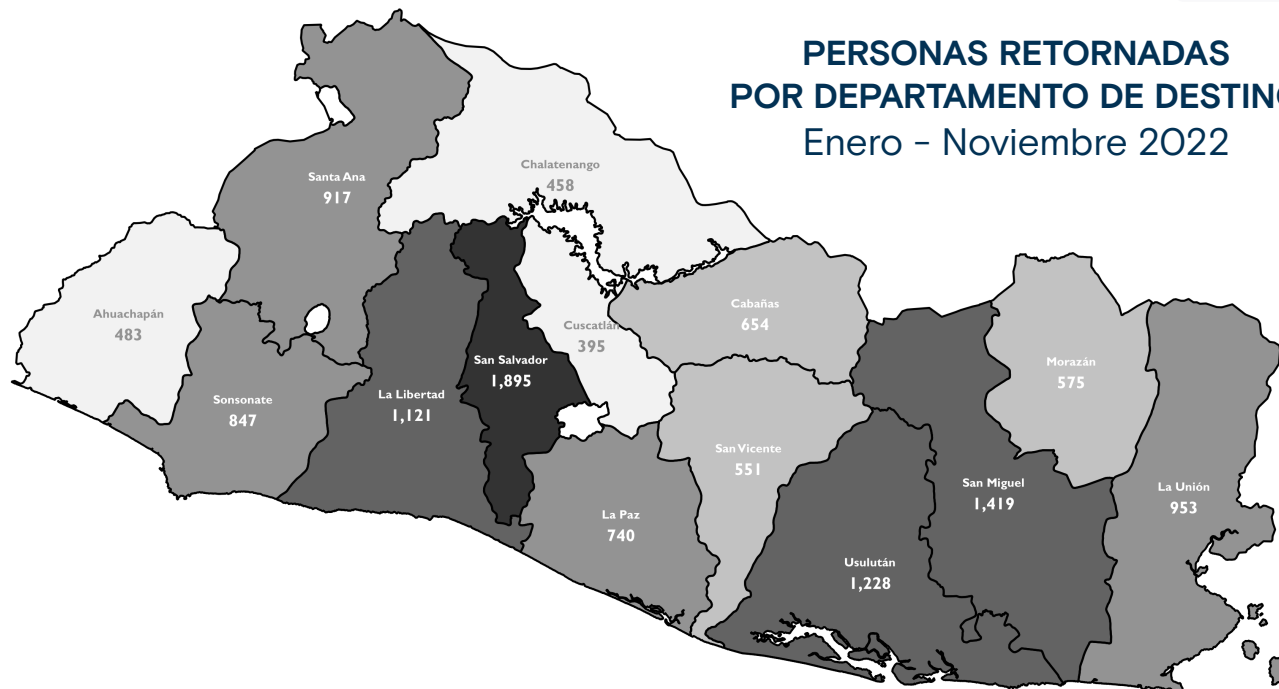 PERSONAS RETORNADAS
POR DEPARTAMENTO DE DESTINO
Enero - Noviembre 2022
Chalatenango
458
Santa Ana
917
Ahuachapán
483
Cabañas
654
Cuscatlán
395
San Salvador
1,895
Morazán
575
Sonsonate
847
La Libertad
1,121
San Vicente
551
San Miguel
1,419
La Unión
953
La Paz
740
Usulután
1,228